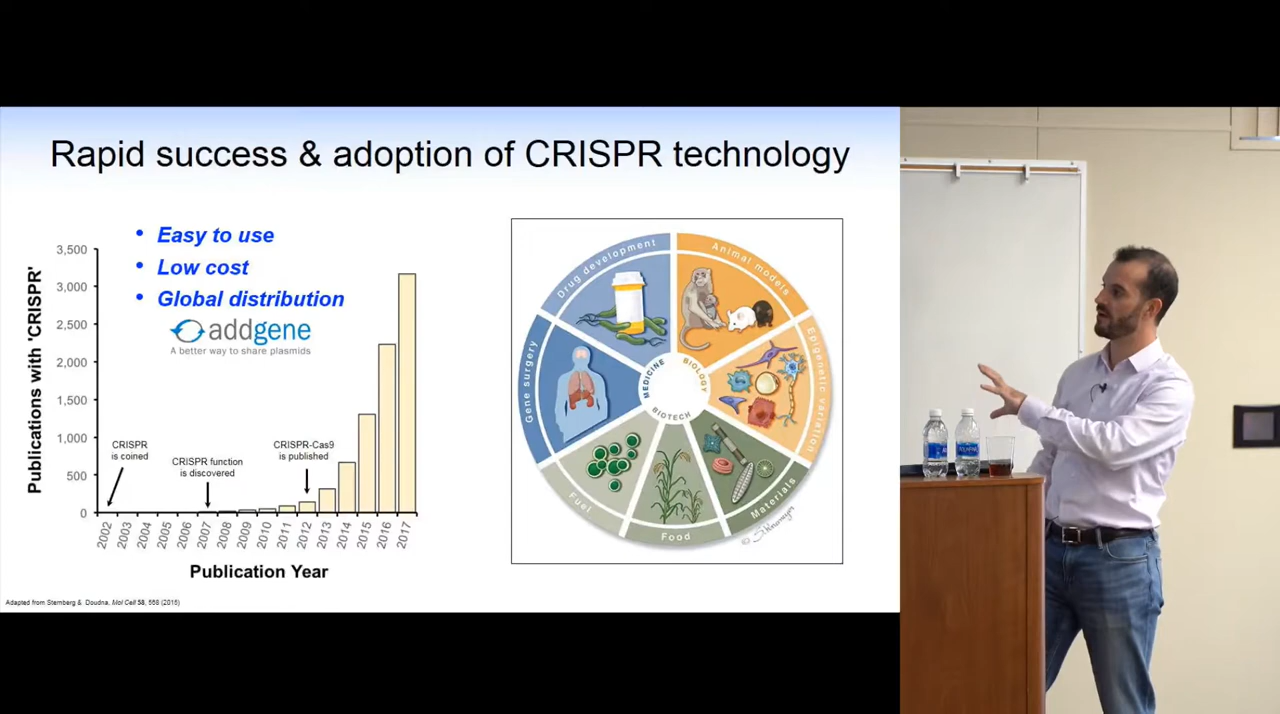 Rapid success & adoption of CRISPR technology
• Easy to use
• Low cost
• Global distribution
addgene
A better way to share plasmids
Publications with 'CRISPR'
3,500
3,000
2,500
2,000
1,500
1,000
500
0
CRISPR
is coined
CRISPR function
is discovered
CRISPR-Cas9
is published
2002
2003
2004
2005
2006
2007
2008
2009
2010
2011
2012
2013
2014
2015
2016
2017
Publication Year
Drug development
Animal models
Epigenetic variation
Materials
Food
Fuel
Gene surgery
MEDICINE
BIOLOGY
BIOTECH
Adapted from Sternberg & Doudna, Mol Cell 58, 568 (2015)